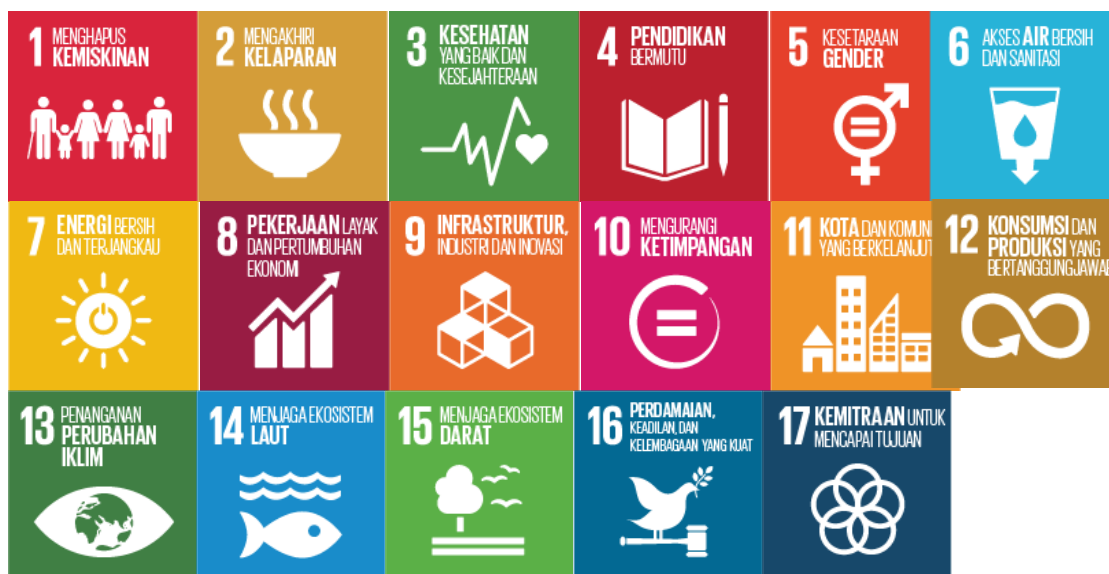 1 MENGHAPUS
KEMISKINAN
2 MENGAKHIRI
KELAPARAN
3 KESEHATAN
YANG BAIK DAN
KESEJAHTERAAN
4 PENDIDIKAN
BERMUTU
5 KESETARAAN
GENDER
6 AKSES AIR BERSIH
DAN SANITASI
7 ENERGI BERSIH
DAN TERJANGKAU
8 PEKERJAAN LAYAK
DAN PERTUMBUHAN
EKONOMI
9 INFRASTRUKTUR,
INDUSTRI DAN INOVASI
10 MENGURANGI
KETIMPANGAN
11 KOTA DAN KOMUNI
YANG BERKELANJUT
12 KONSUMSI DAN
PRODUKSI YANG
BERTANGGUNGJAWAB
13 PENANGANAN
PERUBAHAN
IKLIM
14 MENJAGA EKOSISTEM
LAUT
15 MENJAGA EKOSISTEM
DARAT
16 PERDAMAIAN,
KEADILAN, DAN
KELEMBAGAAN YANG KUAT
17 KEMITRAAN UNTUK
MENCAPAI TUJUAN